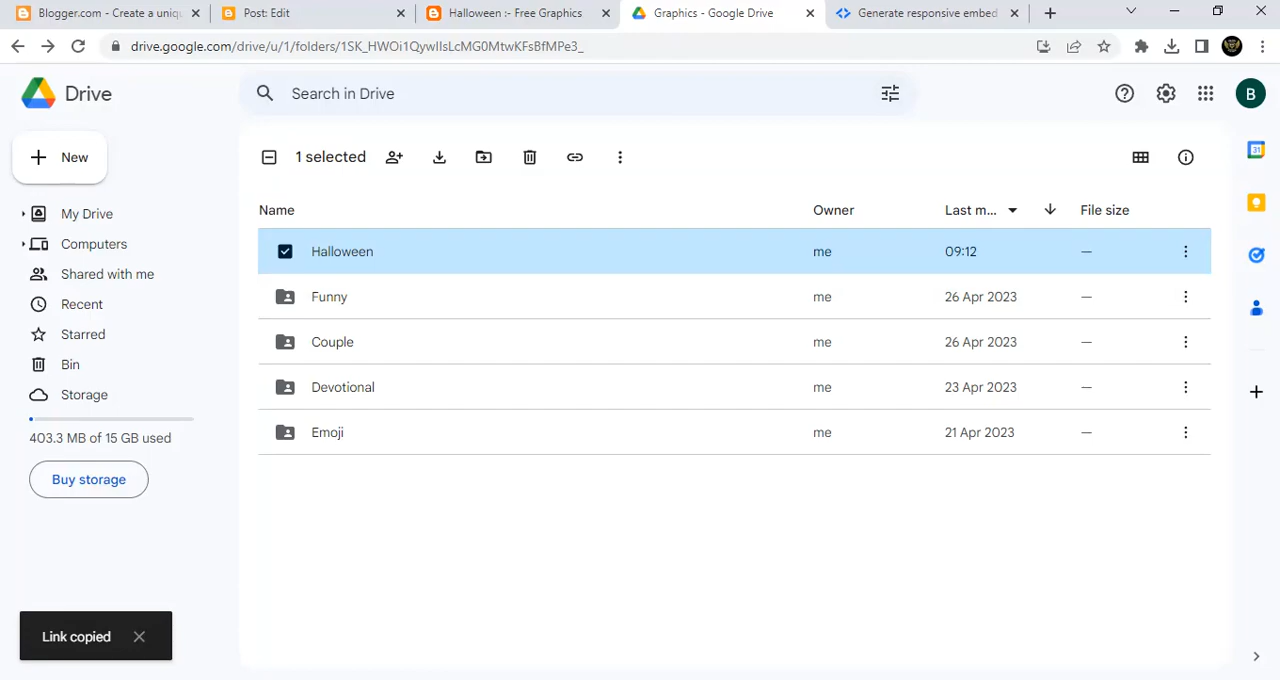 Blogger.com - Create a uniqu
Post: Edit
Halloween :- Free Graphics
Graphics - Google Drive
Generate responsive embed
drive.google.com/drive/u/1/folders/1SK_HWOi1QywIlsLcMG0MtwKFsBfMPe3_
Drive
Search in Drive
B
New
1 selected
My Drive
Computers
Shared with me
Recent
Starred
Bin
Storage
403.3 MB of 15 GB used
Buy storage
Name Owner Last m... File size
Halloween me 09:12 —
Funny me 26 Apr 2023 —
Couple me 26 Apr 2023 —
Devotional me 23 Apr 2023 —
Emoji me 21 Apr 2023 —
31
Link copied